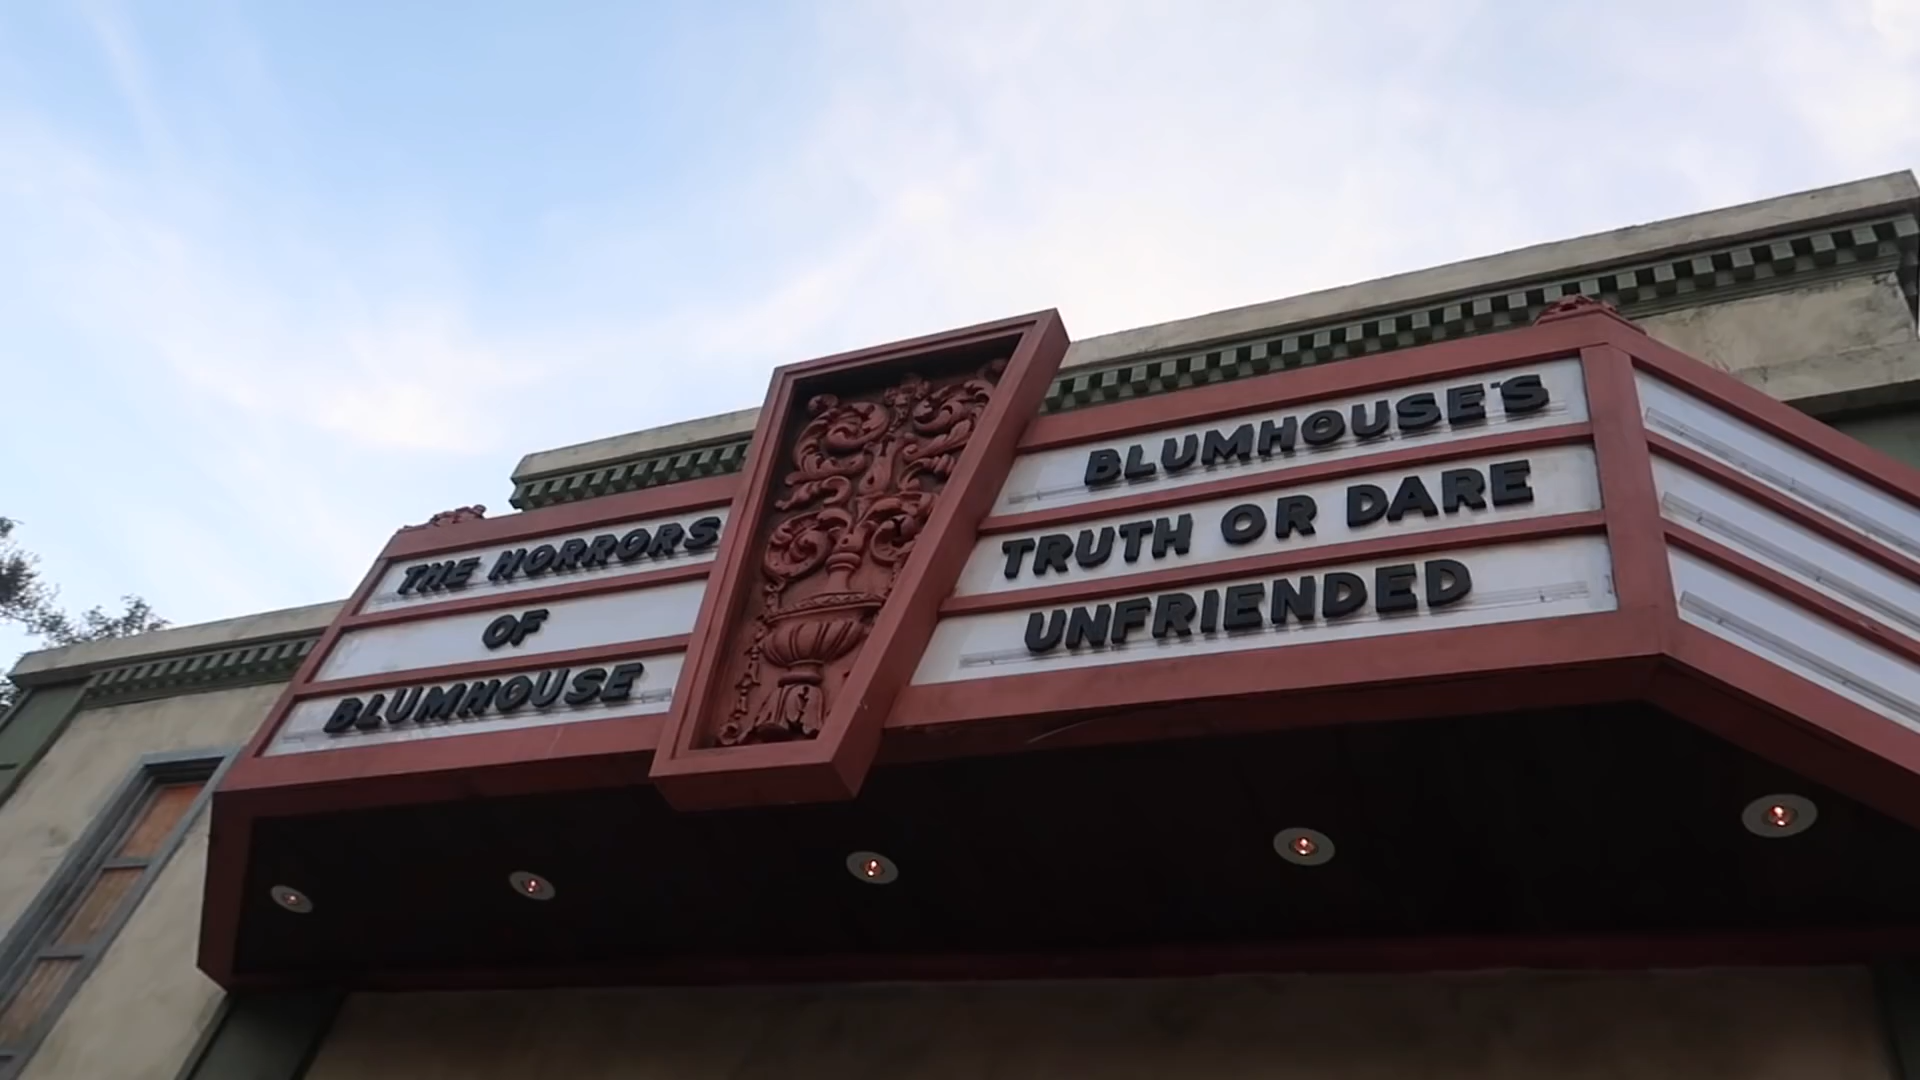 THE HORRORS
OF
BLUMHOUSE
BLUMHOUSE'S
TRUTH OR DARE
UNFRIENDED